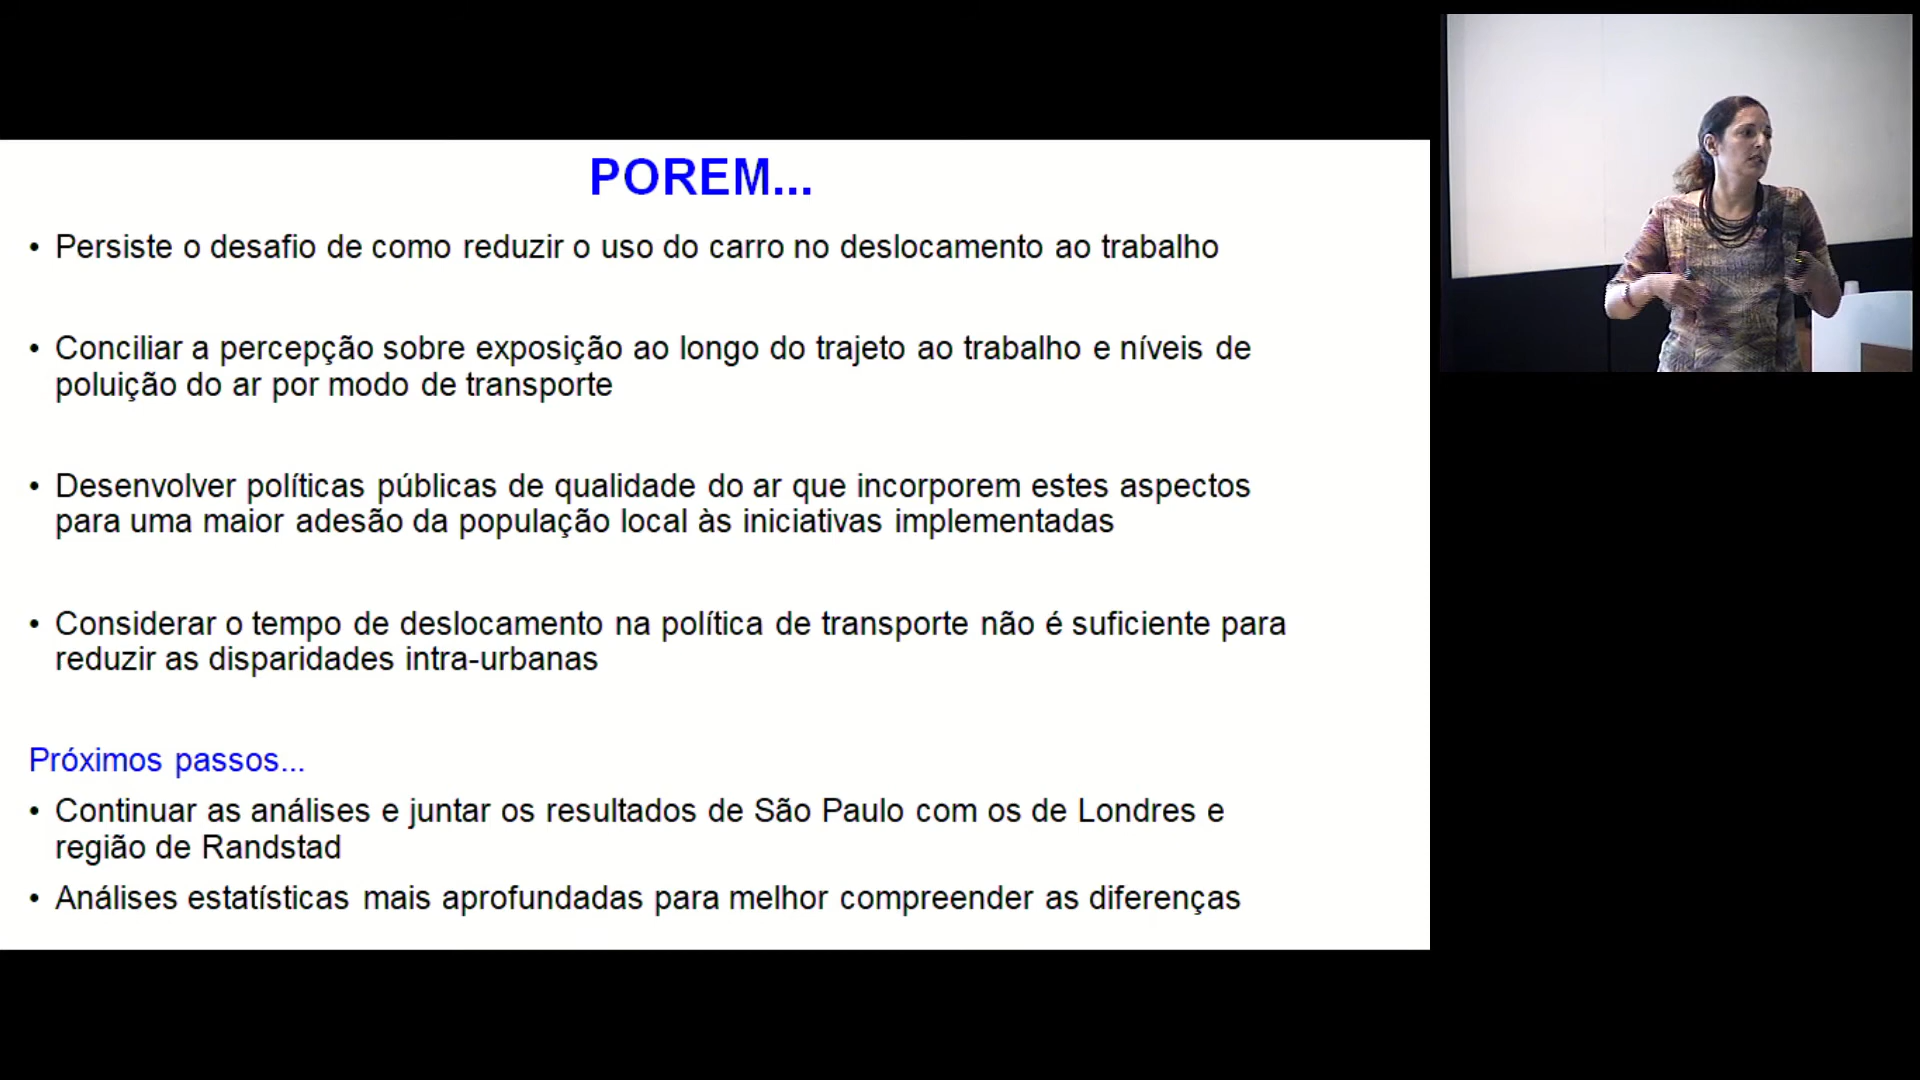 POREM...
• Persiste o desafio de como reduzir o uso do carro no deslocamento ao trabalho
• Conciliar a percepção sobre exposição ao longo do trajeto ao trabalho e níveis de
poluição do ar por modo de transporte
• Desenvolver políticas públicas de qualidade do ar que incorporem estes aspectos
para uma maior adesão da população local às iniciativas implementadas
• Considerar o tempo de deslocamento na política de transporte não é suficiente para
reduzir as disparidades intra-urbanas
Próximos passos...
• Continuar as análises e juntar os resultados de São Paulo com os de Londres e
região de Randstad
• Análises estatísticas mais aprofundadas para melhor compreender as diferenças